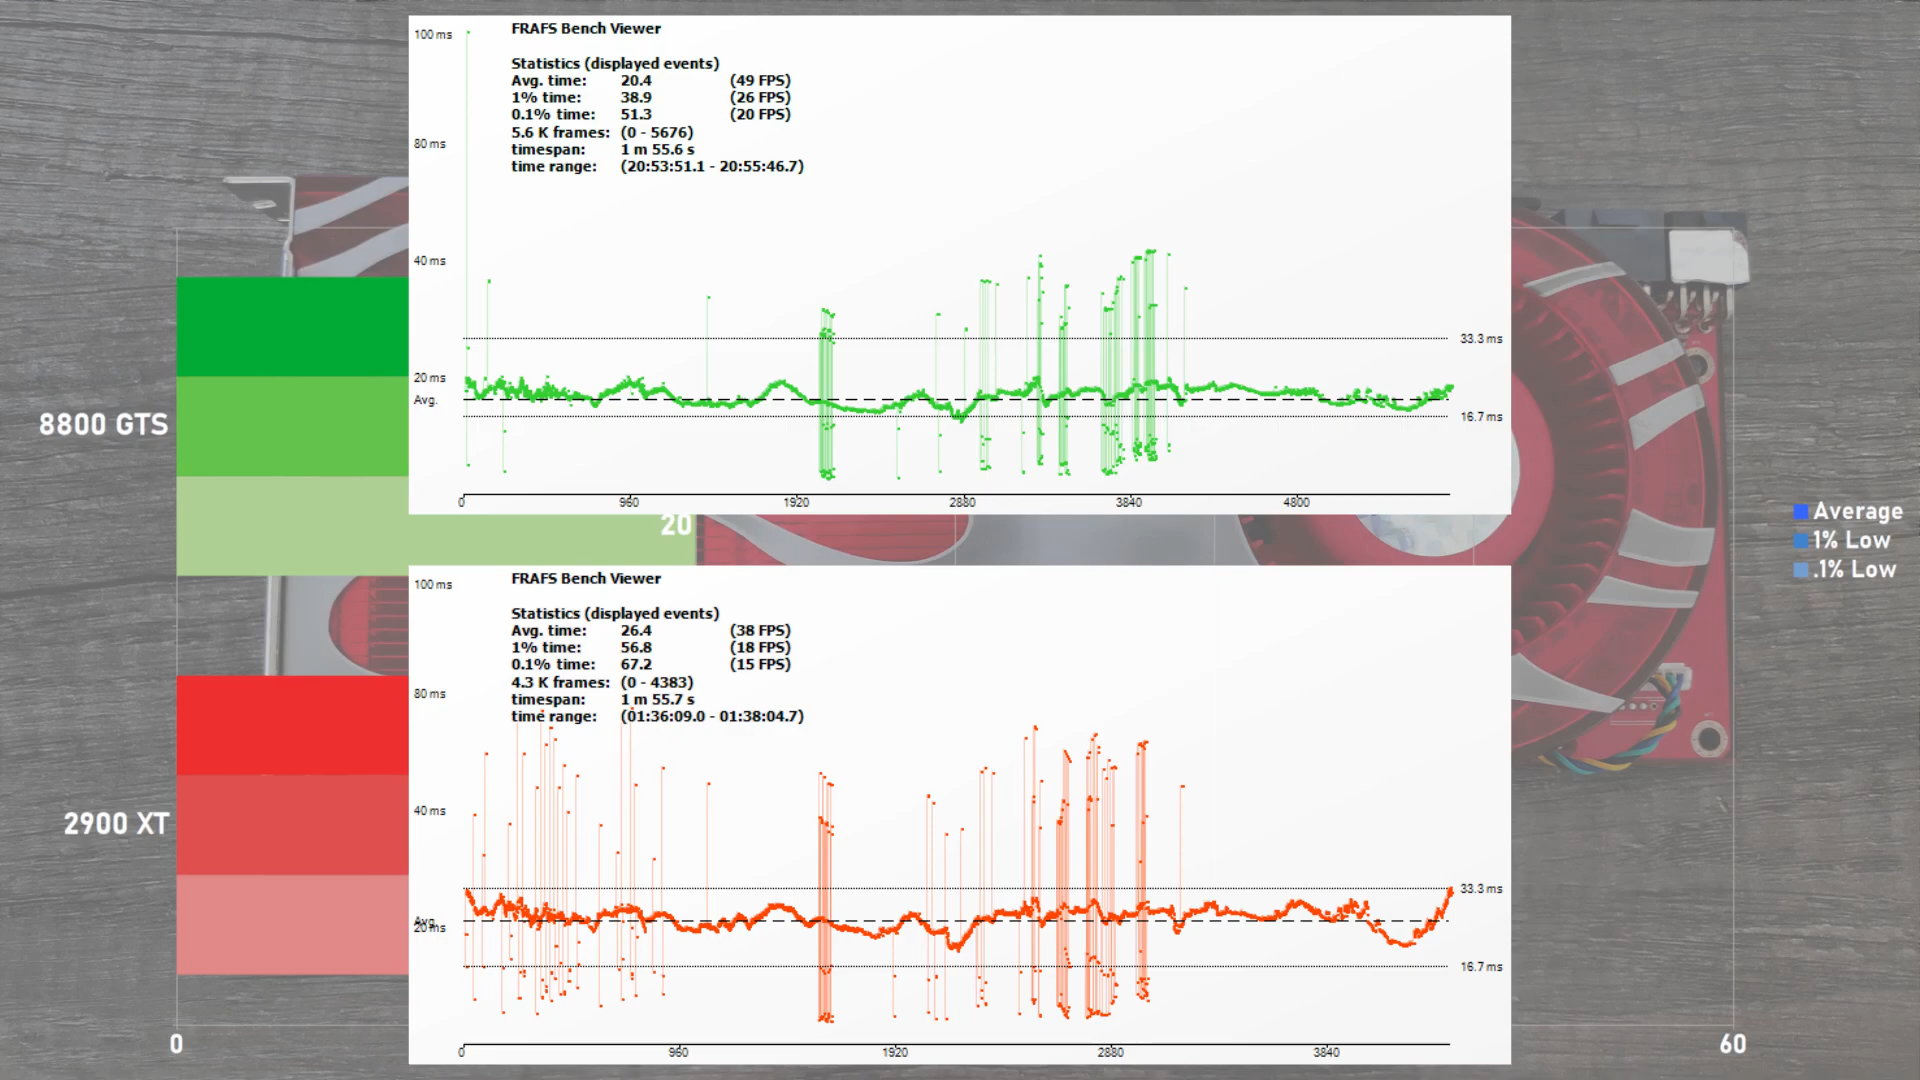 100 ms
FRAFS Bench Viewer
Statistics (displayed events)
Avg. time: 20.4 (49 FPS)
1% time: 38.9 (26 FPS)
0.1% time: 51.3 (20 FPS)
5.6 K frames: (0 - 5676)
timespan: 1 m 55.6 s
time range: (20:53:51.1 - 20:55:46.7)
80 ms
40 ms
33.3 ms
20 ms
Avg.
16.7 ms
0 960 1920 2880 3840 4800
8800 GTS
20
Average
1% Low
.1% Low
100 ms
FRAFS Bench Viewer
Statistics (displayed events)
Avg. time: 26.4 (38 FPS)
1% time: 56.8 (18 FPS)
0.1% time: 67.2 (15 FPS)
4.3 K frames: (0 - 4383)
timespan: 1 m 55.7 s
time range: (01:36:09.0 - 01:38:04.7)
80 ms
40 ms
33.3 ms
Avg.
20 ms
16.7 ms
0 960 1920 2880 3840
2900 XT
0 60